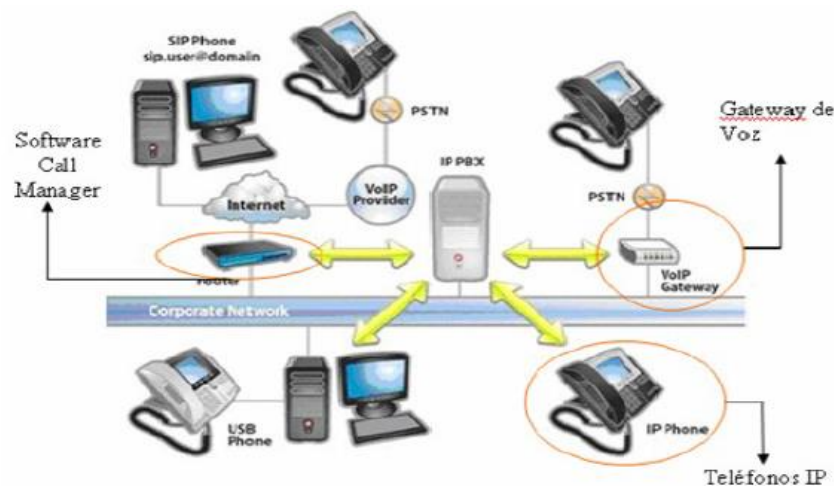 SIP Phone
sip.user@domain
PSTN
Gateway de
Voz
Software
Call
Manager
IP PBX
Internet
VoIP
Provider
PSTN
Router
VoIP
Gateway
Corporate Network
USB
Phone
IP Phone
Teléfonos IP